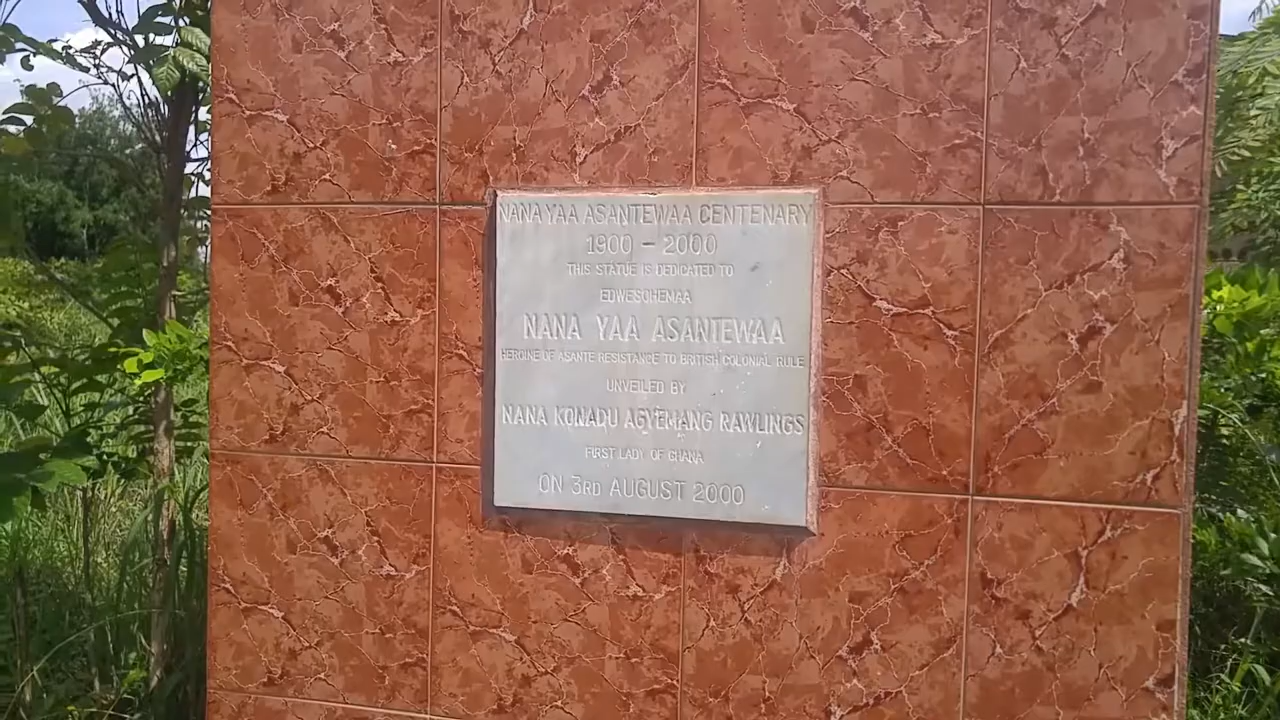 NANA YAA ASANTEWAA CENTENARY
1900 - 2000
THIS STATUE IS DEDICATED TO
EDWESOHEMAA
NANA YAA ASANTEWAA
HEROINE OF ASANTE RESISTANCE TO BRITISH COLONIAL RULE
UNVEILED BY
NANA KONADU AGYEMANG RAWLINGS
FIRST LADY OF GHANA
ON 3RD AUGUST 2000